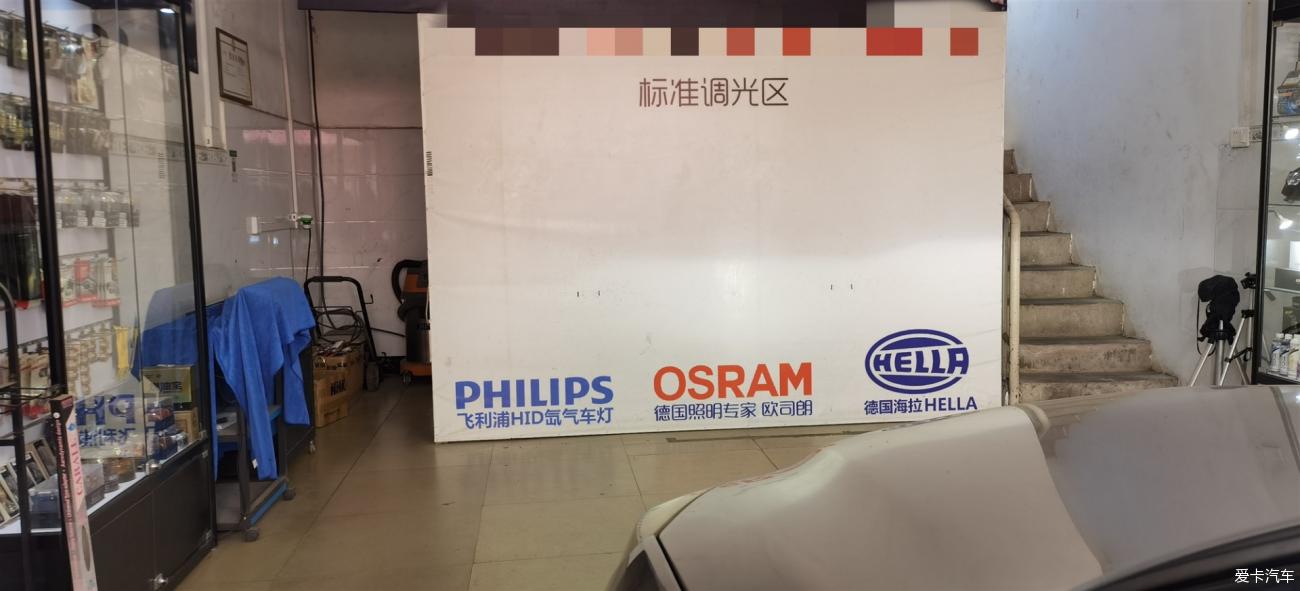 标准调光区
PHILIPS
飞利浦HID氙气车灯
OSRAM
德国照明专家 欧司朗
HELLA
德国海拉HELLA
CARALL
爱卡汽车